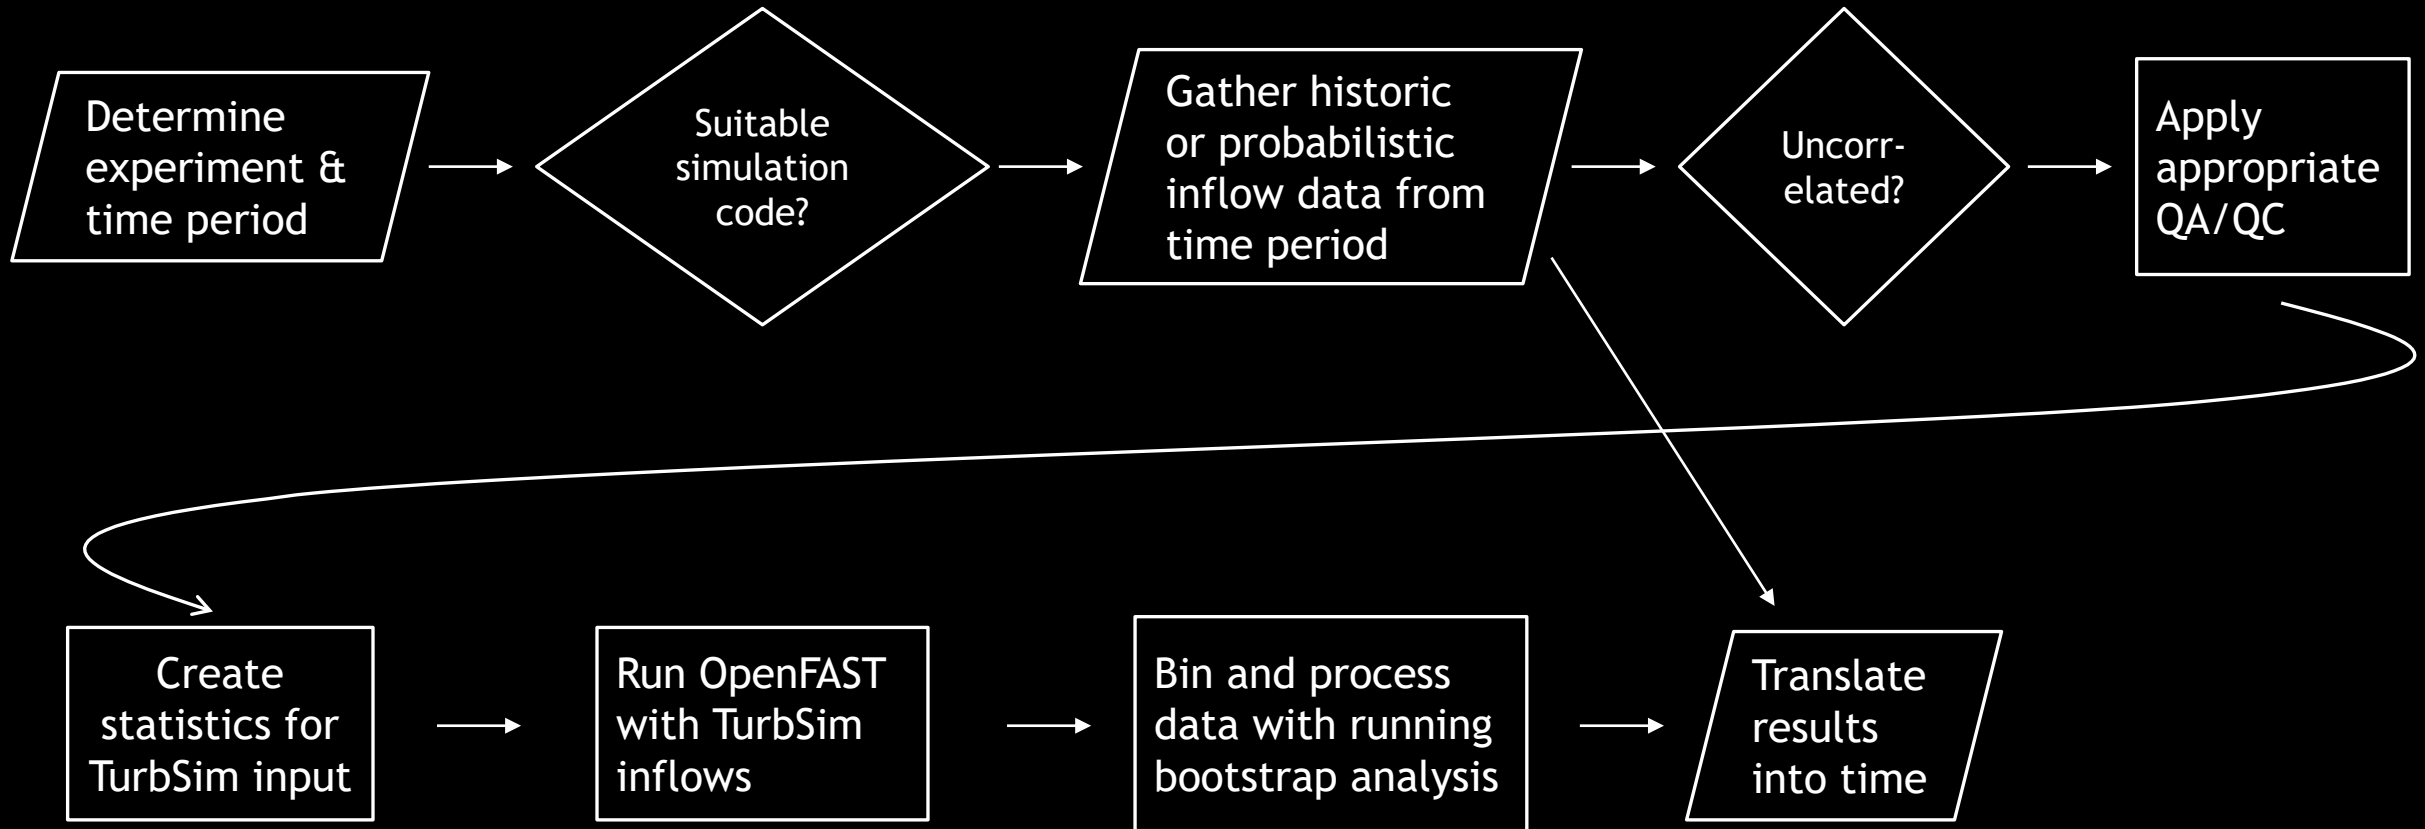 Determine
experiment &
time period
Suitable
simulation
code?
Gather historic
or probabilistic
inflow data from
time period
Uncorr-
elated?
Apply
appropriate
QA/QC
Create
statistics for
TurbSim input
Run OpenFAST
with TurbSim
inflows
Bin and process
data with running
bootstrap analysis
Translate
results
into time